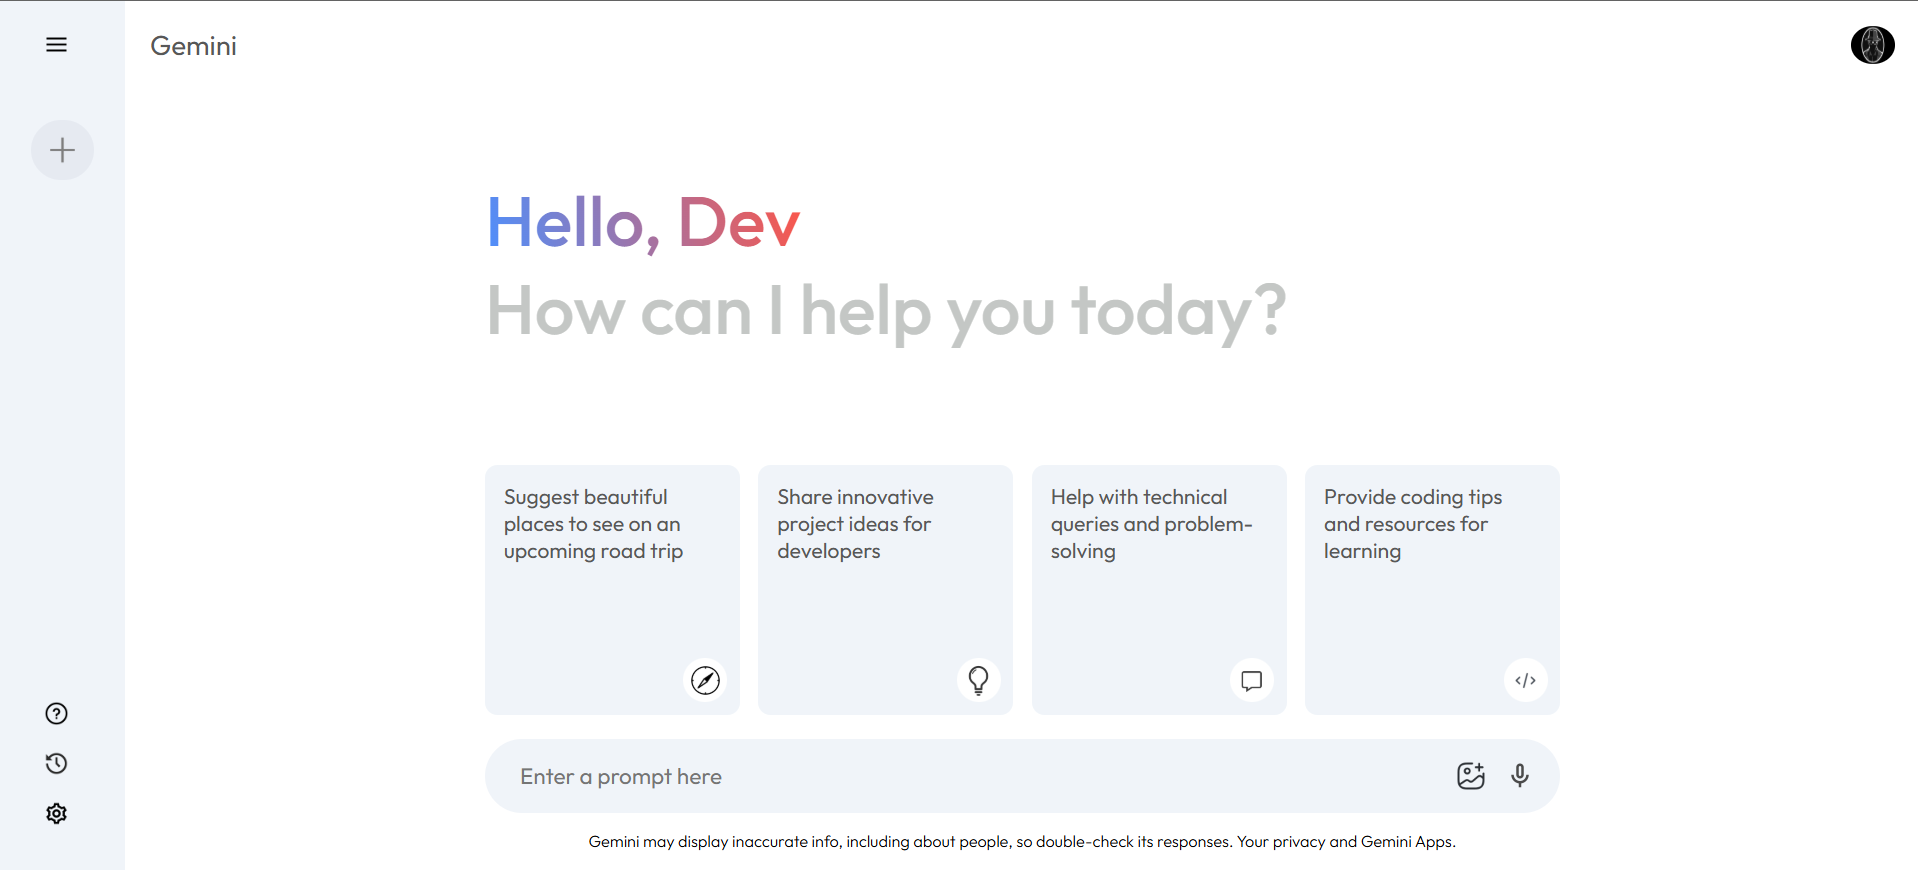 Gemini
Hello, Dev
How can I help you today?
Suggest beautiful
places to see on an
upcoming road trip
Share innovative
project ideas for
developers
Help with technical
queries and problem-
solving
Provide coding tips
and resources for
learning
Enter a prompt here
Gemini may display inaccurate info, including about people, so double-check its responses. Your privacy and Gemini Apps.